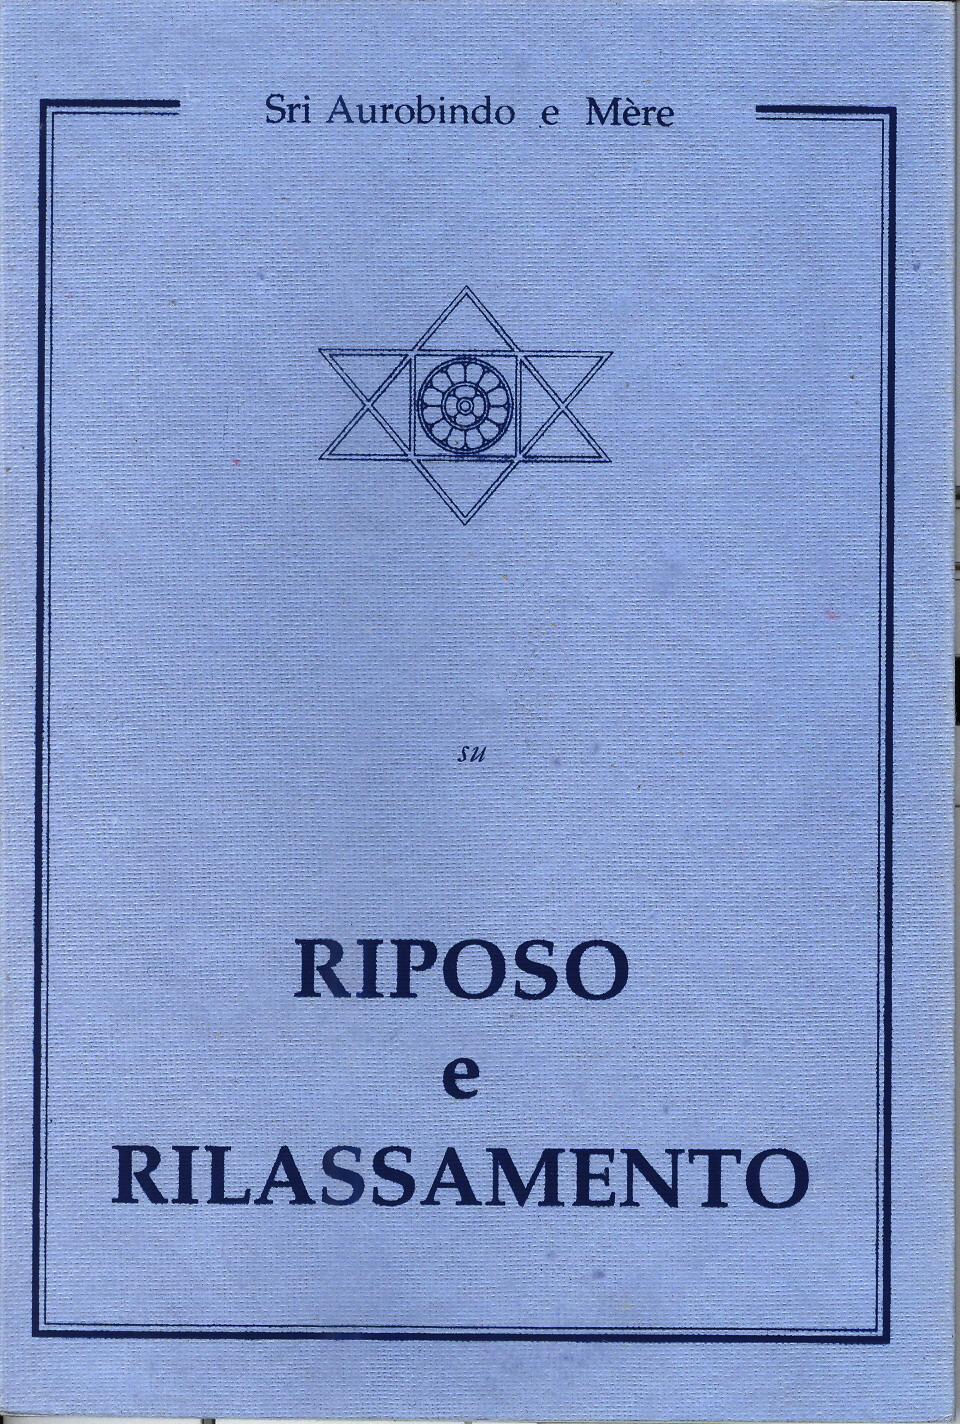 Sri Aurobindo e Mère
su
RIPOSO
e
RILASSAMENTO